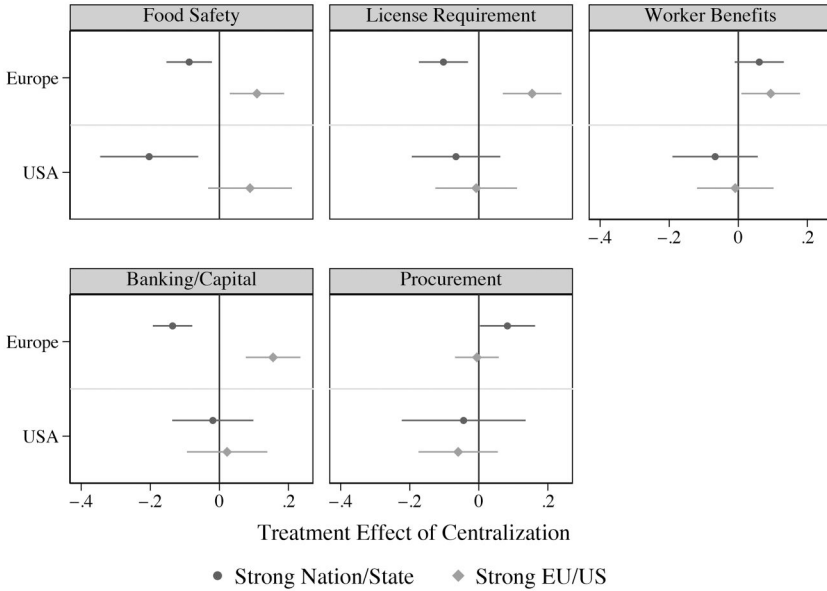 Food Safety
License Requirement
Worker Benefits
Europe
USA
-.4 -.2 0 .2
Banking/Capital
Procurement
Europe
USA
-.4 -.2 0 .2
-.4 -.2 0 .2
Treatment Effect of Centralization
Strong Nation/State
Strong EU/US